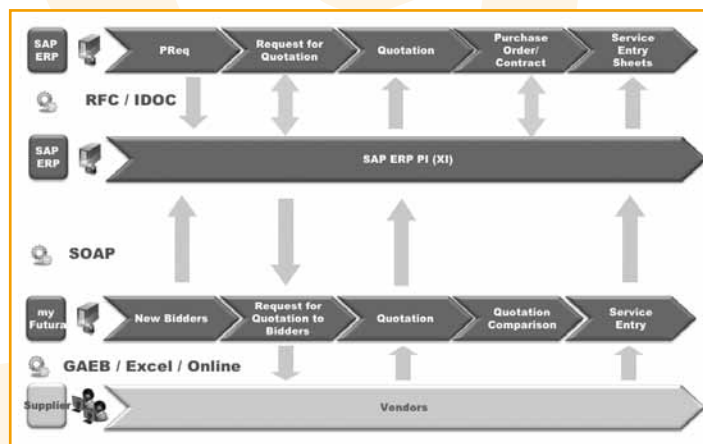 SAP
ERP
PReq
Request for
Quotation
Quotation
Purchase
Order/
Contract
Service
Entry
Sheets
RFC / IDOC
SAP
ERP
SAP ERP PI (XI)
SOAP
my
Futura
New Bidders
Request for
Quotation to
Bidders
Quotation
Quotation
Comparison
Service
Entry
GAEB / Excel / Online
Supplier
Vendors